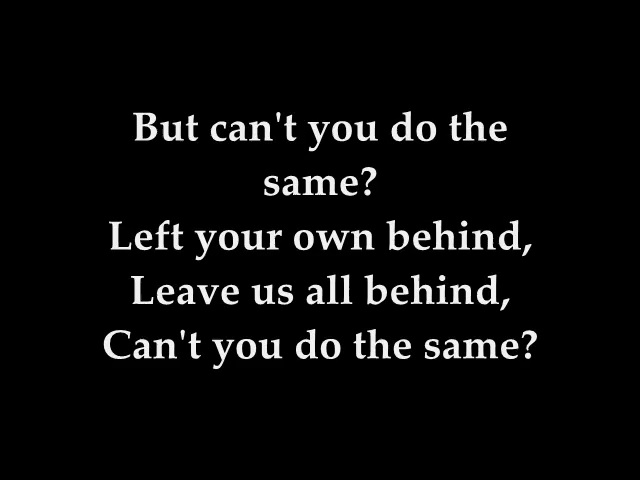 But can't you do the
same?
Left your own behind,
Leave us all behind,
Can't you do the same?